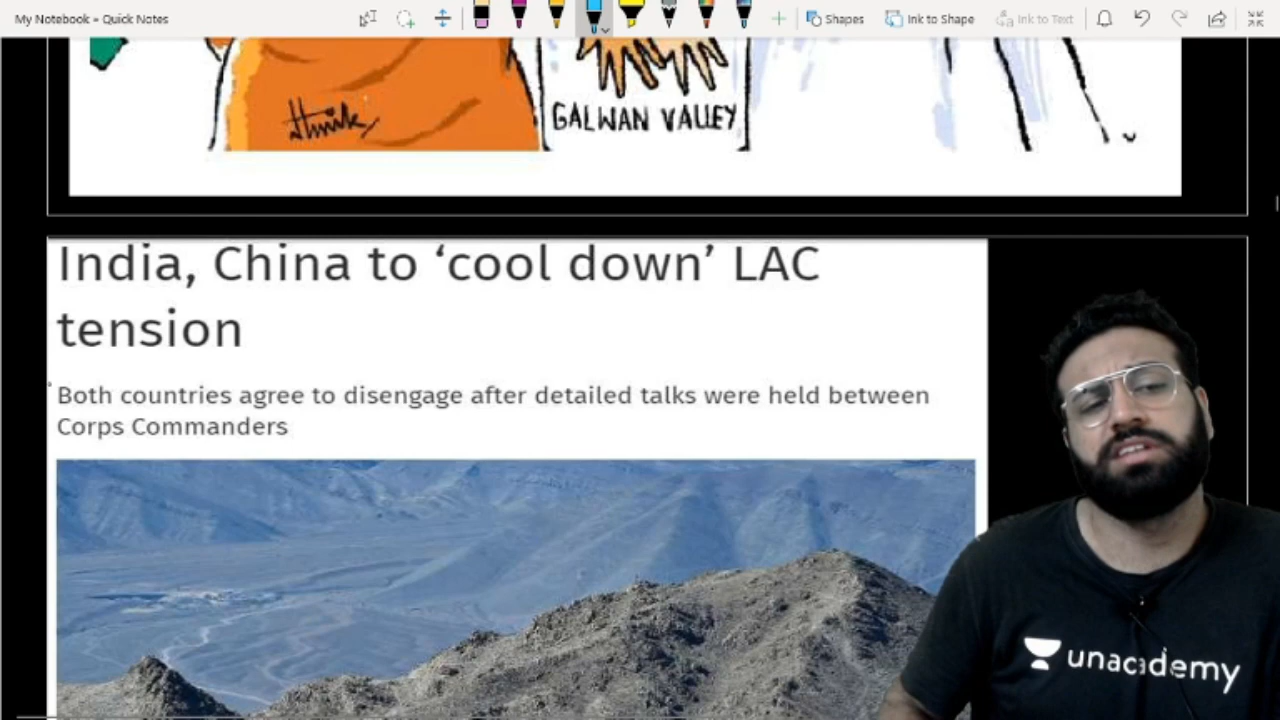 My Notebook » Quick Notes
Shapes
Ink to Shape
Ink to Text
GALWAN VALLEY
India, China to ‘cool down’ LAC
tension
Both countries agree to disengage after detailed talks were held between
Corps Commanders
unacademy